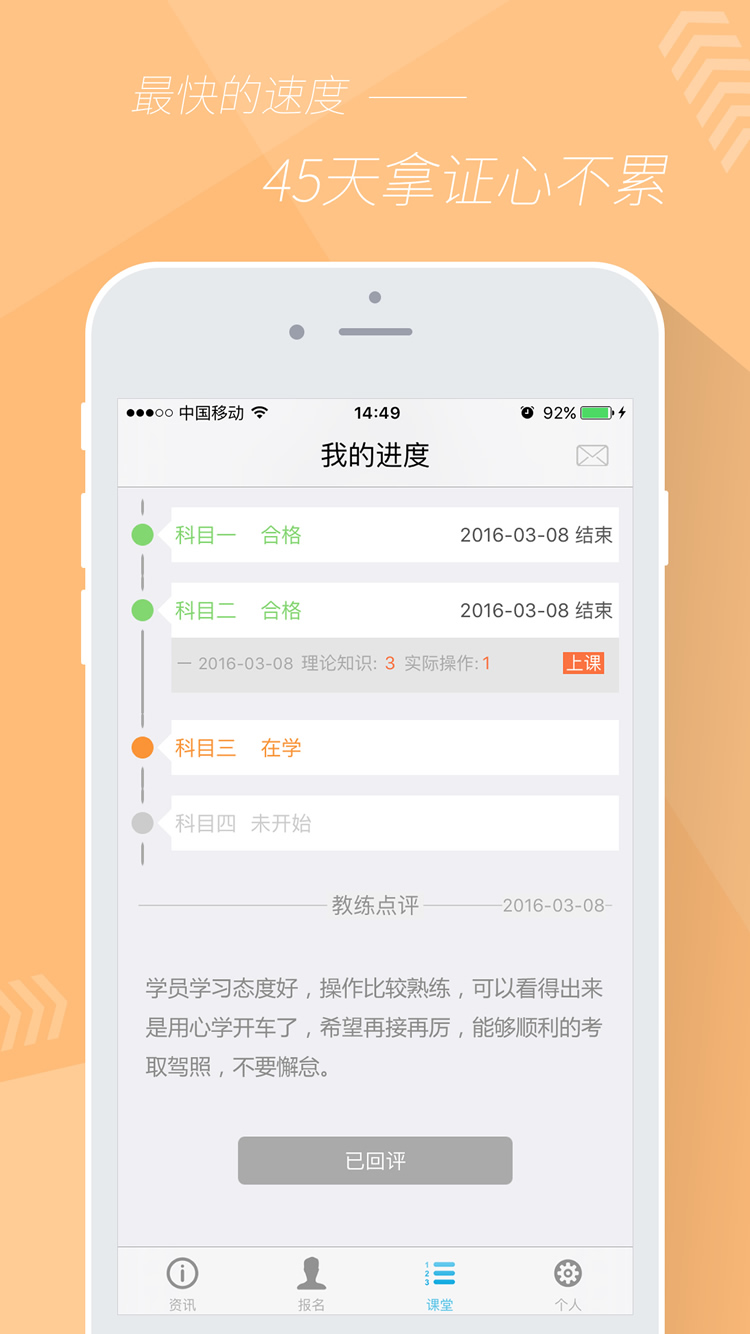 最快的速度
45天拿证心不累
中国移动 14:49 92%
我的进度
科目一 合格 2016-03-08 结束
科目二 合格 2016-03-08 结束
2016-03-08 理论知识: 3 实际操作:1 上课
科目三 在学
科目四 未开始
教练点评 2016-03-08
学员学习态度好，操作比较熟练，可以看得出来
是用心学开车了，希望再接再厉，能够顺利的考
取驾照，不要懈怠。
已回评
1
2
3
资讯 报名 课堂 个人